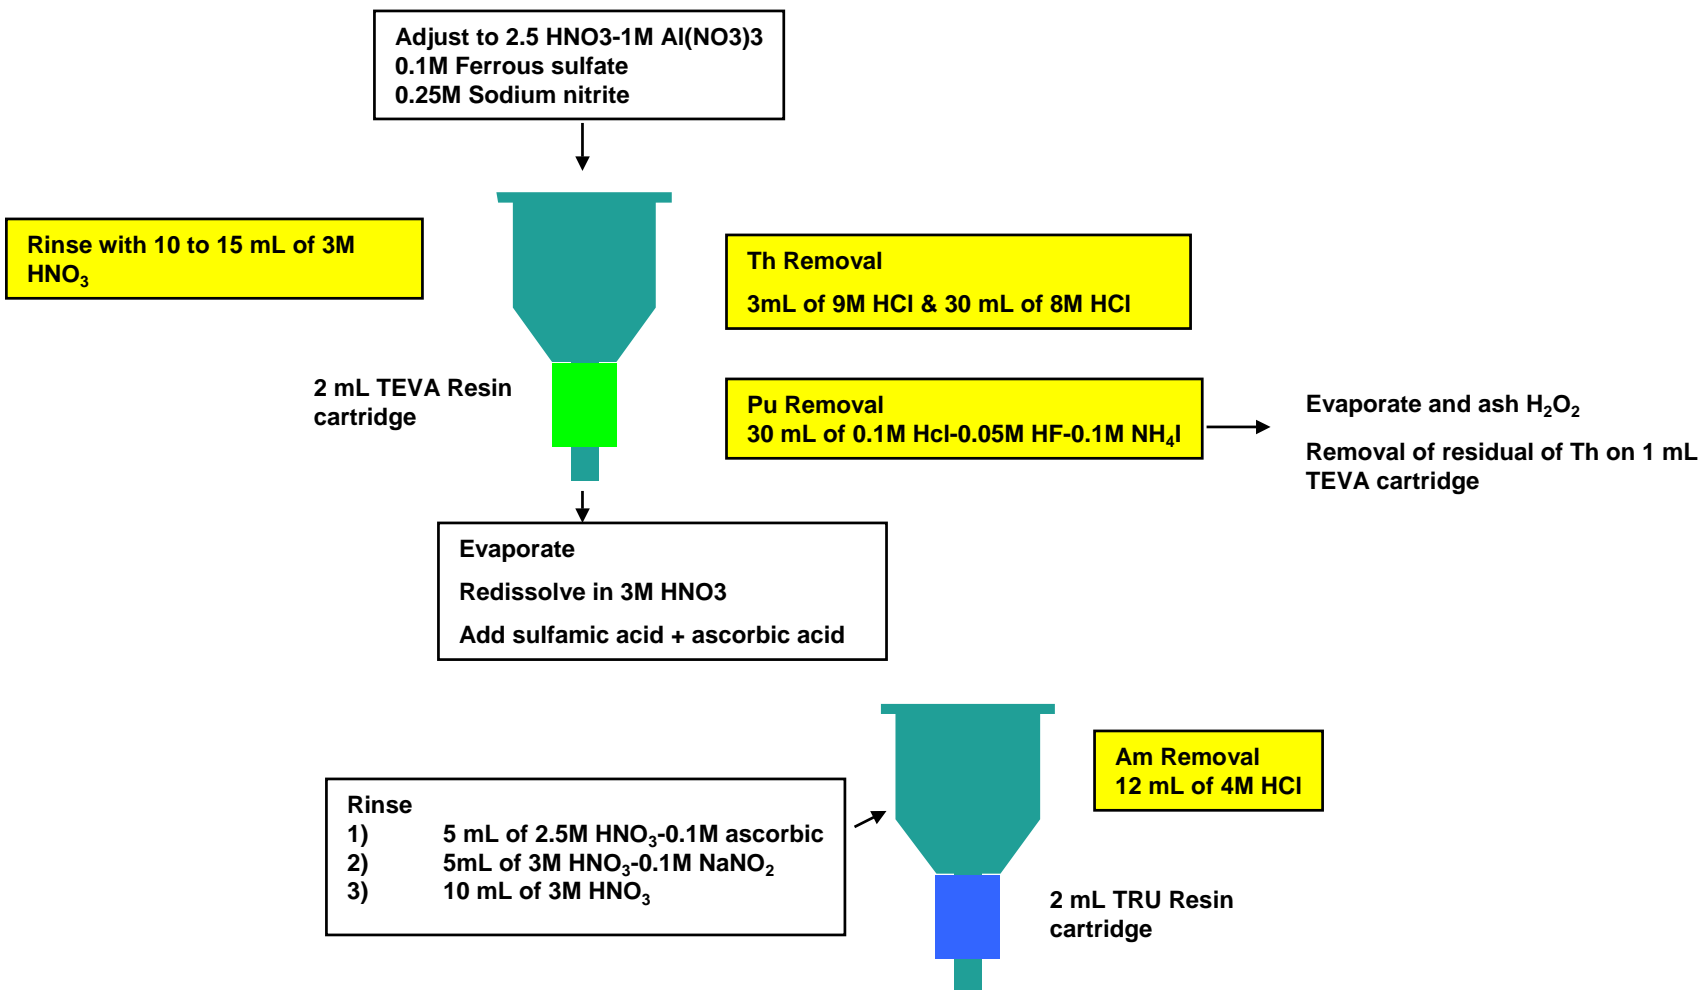 Adjust to 2.5 HNO3-1M Al(NO3)3
0.1M Ferrous sulfate
0.25M Sodium nitrite
Rinse with 10 to 15 mL of 3M
HNO₃
Th Removal
3mL of 9M HCl & 30 mL of 8M HCl
2 mL TEVA Resin
cartridge
Pu Removal
30 mL of 0.1M Hcl-0.05M HF-0.1M NH₄I
Evaporate and ash H₂O₂
Removal of residual of Th on 1 mL
TEVA cartridge
Evaporate
Redissolve in 3M HNO3
Add sulfamic acid + ascorbic acid
Am Removal
12 mL of 4M HCl
Rinse
1) 5 mL of 2.5M HNO₃-0.1M ascorbic
2) 5mL of 3M HNO₃-0.1M NaNO₂
3) 10 mL of 3M HNO₃
2 mL TRU Resin
cartridge